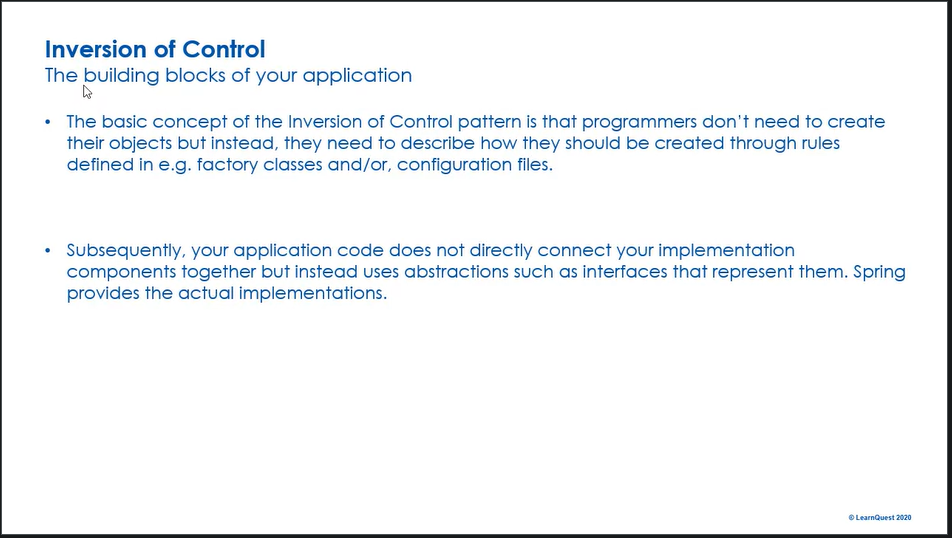 Inversion of Control
The building blocks of your application
• The basic concept of the Inversion of Control pattern is that programmers don't need to create
their objects but instead, they need to describe how they should be created through rules
defined in e.g. factory classes and/or, configuration files.
• Subsequently, your application code does not directly connect your implementation
components together but instead uses abstractions such as interfaces that represent them. Spring
provides the actual implementations.
© LearnQuest 2020